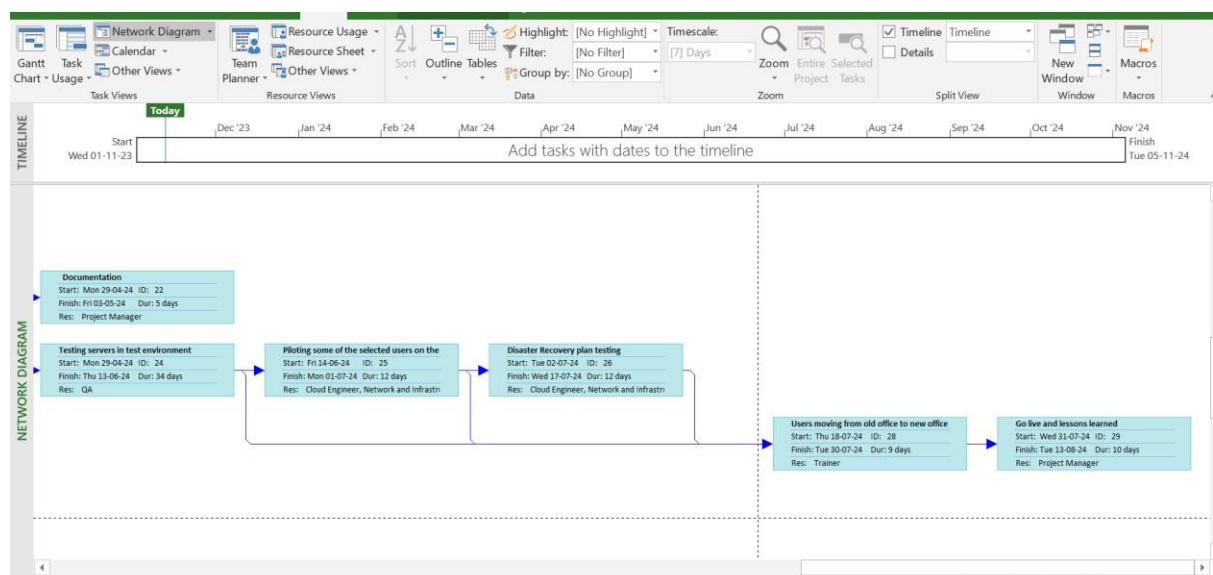 Network Diagram
Resource Usage
Highlight: [No Highlight]
Timescale:
Timeline Timeline
Calendar
Resource Sheet
Filter: [No Filter]
[7] Days
Details
Gantt Chart
Task Usage
Other Views
Team Planner
Other Views
Sort
Outline
Tables
Group by: [No Group]
Zoom
Entire Project
Selected Tasks
New Window
Macros
Task Views
Resource Views
Data
Zoom
Split View
Window
Macros
TIMELINE
Today
Dec '23 Jan '24 Feb '24 Mar '24 Apr '24 May '24 Jun '24 Jul '24 Aug '24 Sep '24 Oct '24 Nov '24
Start
Wed 01-11-23
Add tasks with dates to the timeline
Finish
Tue 05-11-24
NETWORK DIAGRAM
Documentation
Start: Mon 29-04-24 ID: 22
Finish: Fri 03-05-24 Dur: 5 days
Res: Project Manager
Testing servers in test environment
Start: Mon 29-04-24 ID: 24
Finish: Thu 13-06-24 Dur: 34 days
Res: QA
Piloting some of the selected users on the
Start: Fri 14-06-24 ID: 25
Finish: Mon 01-07-24 Dur: 12 days
Res: Cloud Engineer, Network and Infrastr
Disaster Recovery plan testing
Start: Tue 02-07-24 ID: 26
Finish: Wed 17-07-24 Dur: 12 days
Res: Cloud Engineer, Network and Infrastr
Users moving from old office to new office
Start: Thu 18-07-24 ID: 28
Finish: Tue 30-07-24 Dur: 9 days
Res: Trainer
Go live and lessons learned
Start: Wed 31-07-24 ID: 29
Finish: Tue 13-08-24 Dur: 10 days
Res: Project Manager